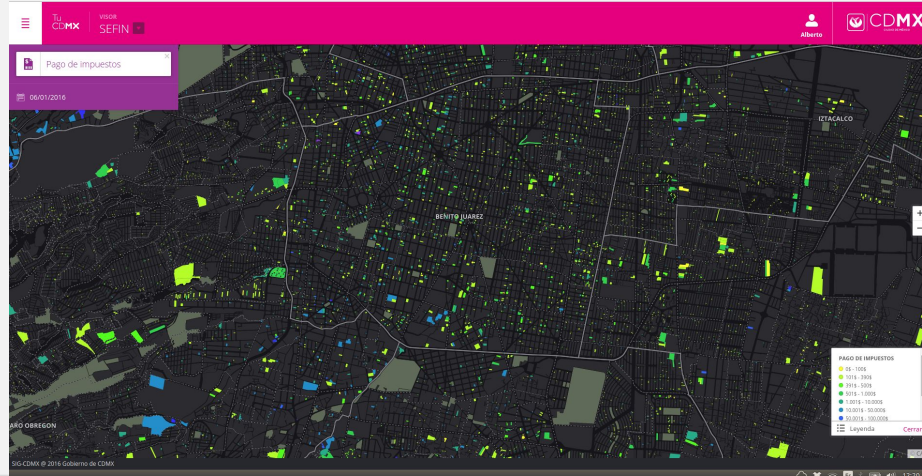 Tu
CDMX
VISOR
SEFIN
Alberto
CDMX
Pago de impuestos
06/01/2016
IZTACALCO
BENITO JUAREZ
ARO OBREGON
PAGO DE IMPUESTOS
0$ - 100$
101$ - 390$
391$ - 500$
501$ - 1.000$
1.001$ - 10.000$
10.001$ - 50.000$
50.001$ - 100.000$
Leyenda
Cerrar
SIG-CDMX @ 2016 Gobierno de CDMX